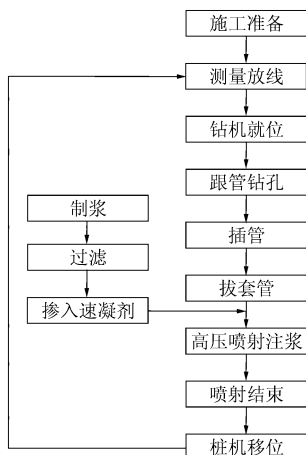 施工准备
测量放线
钻机就位
跟管钻孔
制浆
插管
过滤
拔套管
掺入速凝剂
高压喷射注浆
喷射结束
桩机移位